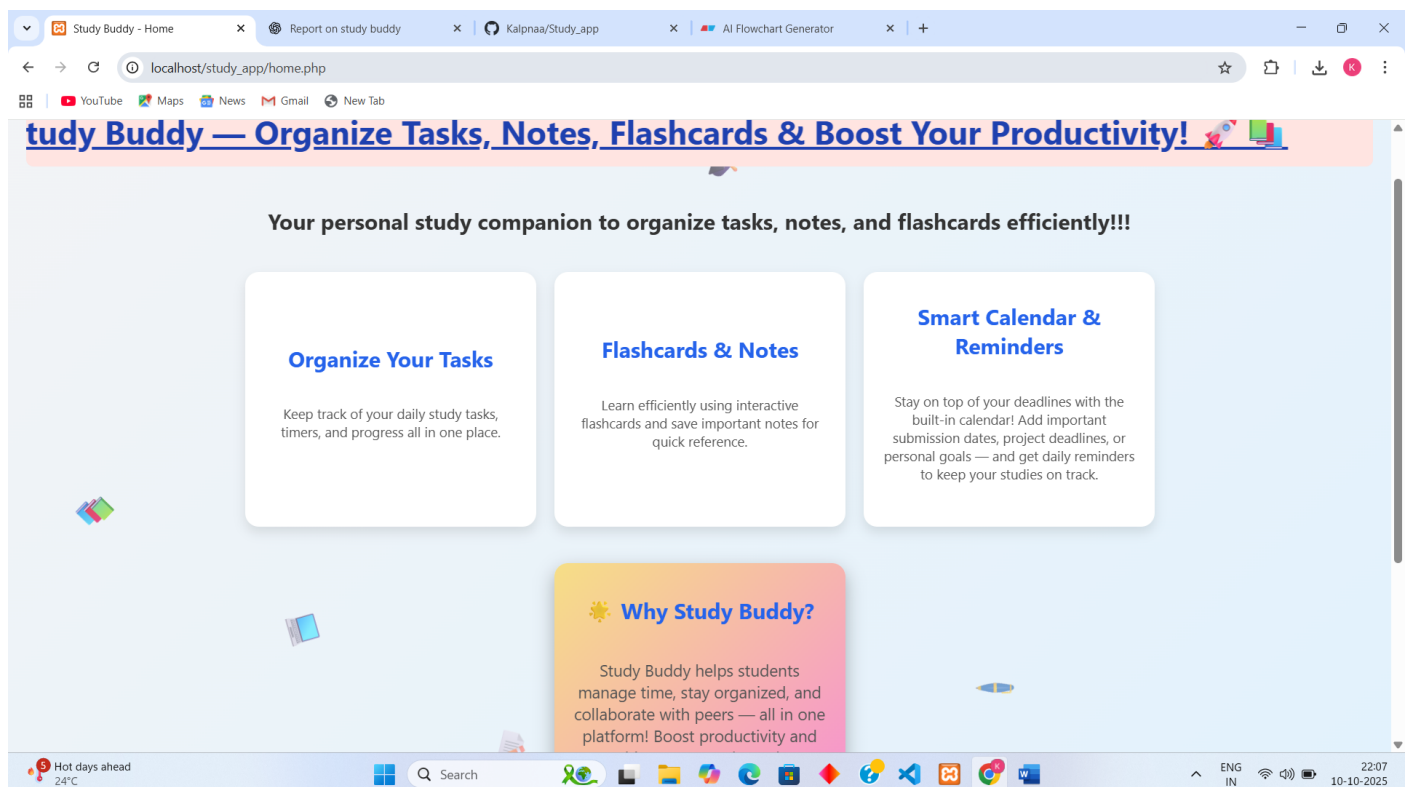 Study Buddy - Home
Report on study buddy
Kalpnaa/Study_app
AI Flowchart Generator
localhost/study_app/home.php
K
YouTube
Maps
News
Gmail
New Tab
tudy Buddy — Organize Tasks, Notes, Flashcards & Boost Your Productivity! 🚀 📚
Your personal study companion to organize tasks, notes, and flashcards efficiently!!!
Organize Your Tasks
Keep track of your daily study tasks,
timers, and progress all in one place.
Flashcards & Notes
Learn efficiently using interactive
flashcards and save important notes for
quick reference.
Smart Calendar &
Reminders
Stay on top of your deadlines with the
built-in calendar! Add important
submission dates, project deadlines, or
personal goals — and get daily reminders
to keep your studies on track.
🌟 Why Study Buddy?
Study Buddy helps students
manage time, stay organized, and
collaborate with peers — all in one
platform! Boost productivity and
5
Hot days ahead
24°C
Search
ENG
IN
22:07
10-10-2025